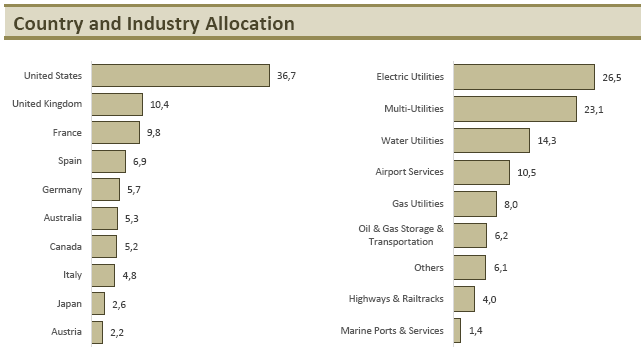 Country and Industry Allocation
United States 36,7
United Kingdom 10,4
France 9,8
Spain 6,9
Germany 5,7
Australia 5,3
Canada 5,2
Italy 4,8
Japan 2,6
Austria 2,2
Electric Utilities 26,5
Multi-Utilities 23,1
Water Utilities 14,3
Airport Services 10,5
Gas Utilities 8,0
Oil & Gas Storage &
Transportation 6,2
Others 6,1
Highways & Railtracks 4,0
Marine Ports & Services 1,4